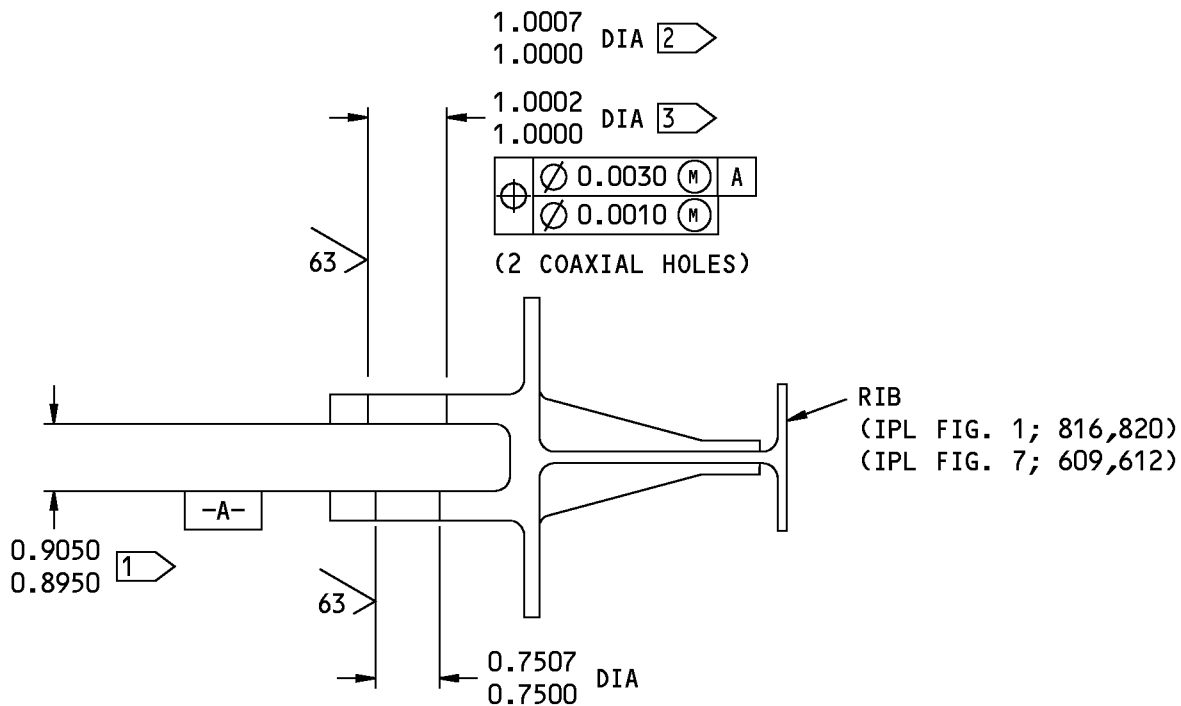 1.0007
1.0000 DIA 2
1.0002
1.0000 DIA 3
⌖ ⌀ 0.0030 Ⓜ A
⌀ 0.0010 Ⓜ
(2 COAXIAL HOLES)
63
RIB
(IPL FIG. 1; 816,820)
(IPL FIG. 7; 609,612)
-A-
0.9050
0.8950 1
63
0.7507
0.7500 DIA